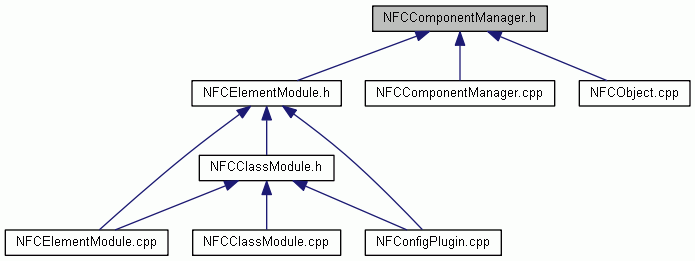 NFCComponentManager.h
NFCElementModule.h
NFCComponentManager.cpp
NFCObject.cpp
NFCClassModule.h
NFCElementModule.cpp
NFCClassModule.cpp
NFConfigPlugin.cpp